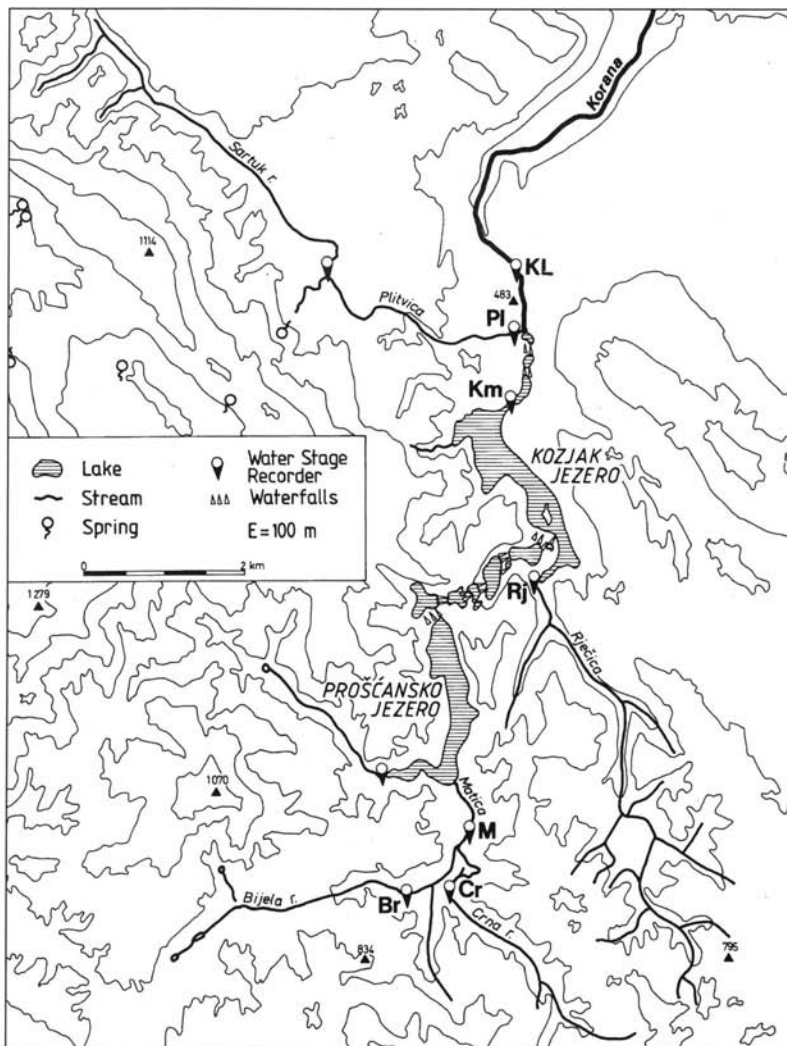 Korana
Sartuk r.
1114
KL
483
Plitvica
Pl
Km
Lake
Stream
Spring
Water Stage
Recorder
Waterfalls
E=100 m
0 2 km
KOZJAK
JEZERO
1279
Rj
Rječica
PROŠĆANSKO
JEZERO
1070
Matica
M
Bijela r.
Br
Cr
Crna r.
834
795